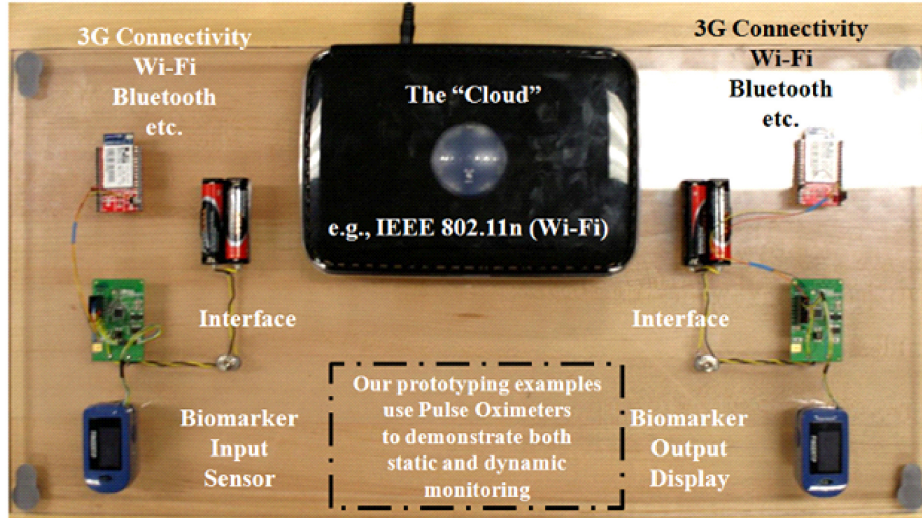 3G Connectivity
Wi-Fi
Bluetooth
etc.
3G Connectivity
Wi-Fi
Bluetooth
etc.
The “Cloud”
e.g., IEEE 802.11n (Wi-Fi)
Interface
Interface
Biomarker
Input
Sensor
Our prototyping examples
use Pulse Oximeters
to demonstrate both
static and dynamic
monitoring
Biomarker
Output
Display